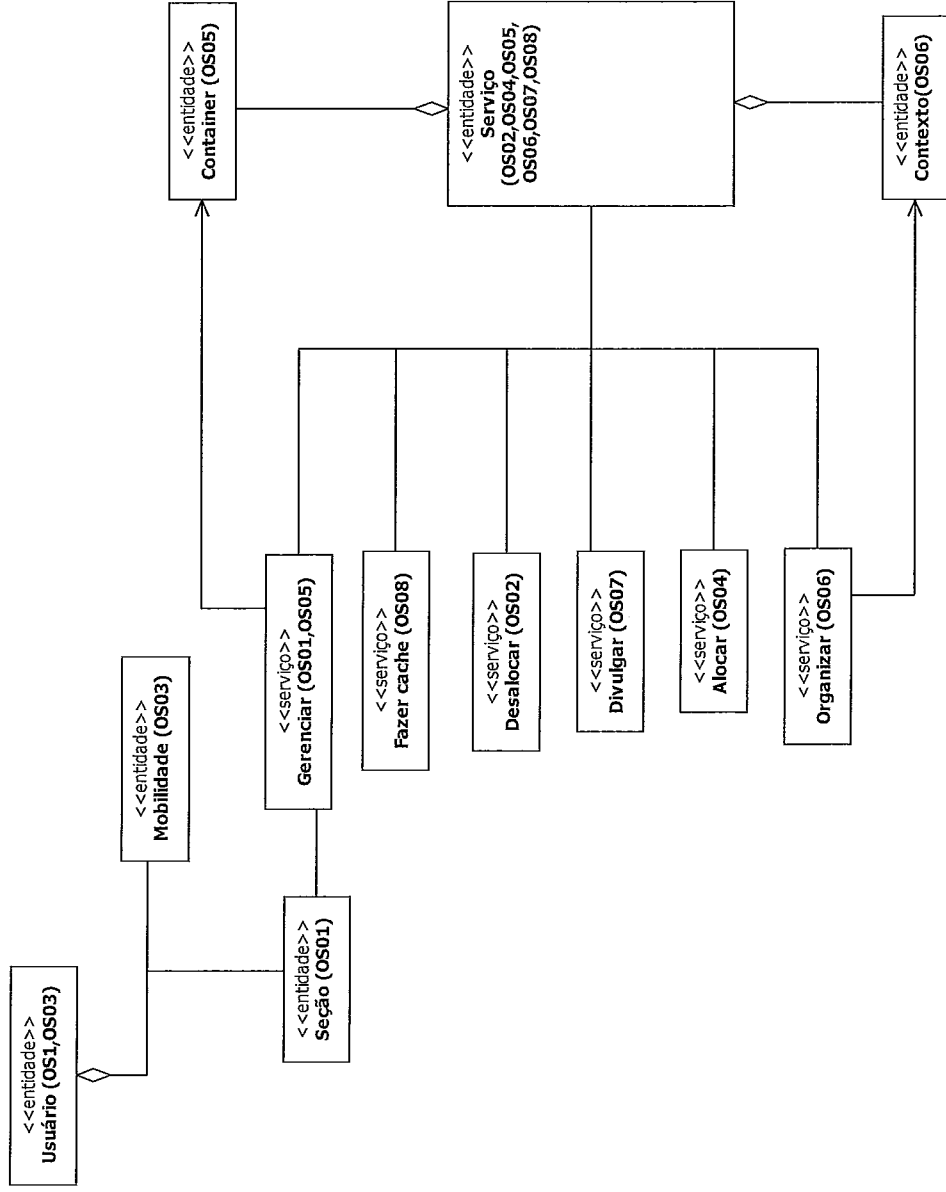 <<entidade>>
Usuário (OS1,OS03)
<<entidade>>
Mobilidade (OS03)
<<entidade>>
Container (OS05)
<<entidade>>
Seção (OS01)
<<serviço>>
Gerenciar (OS01,OS05)
<<serviço>>
Fazer cache (OS08)
<<serviço>>
Desalocar (OS02)
<<serviço>>
Divulgar (OS07)
<<serviço>>
Alocar (OS04)
<<serviço>>
Organizar (OS06)
<<entidade>>
Serviço
(OS02,OS04,OS05,
OS06,OS07,OS08)
<<entidade>>
Contexto(OS06)